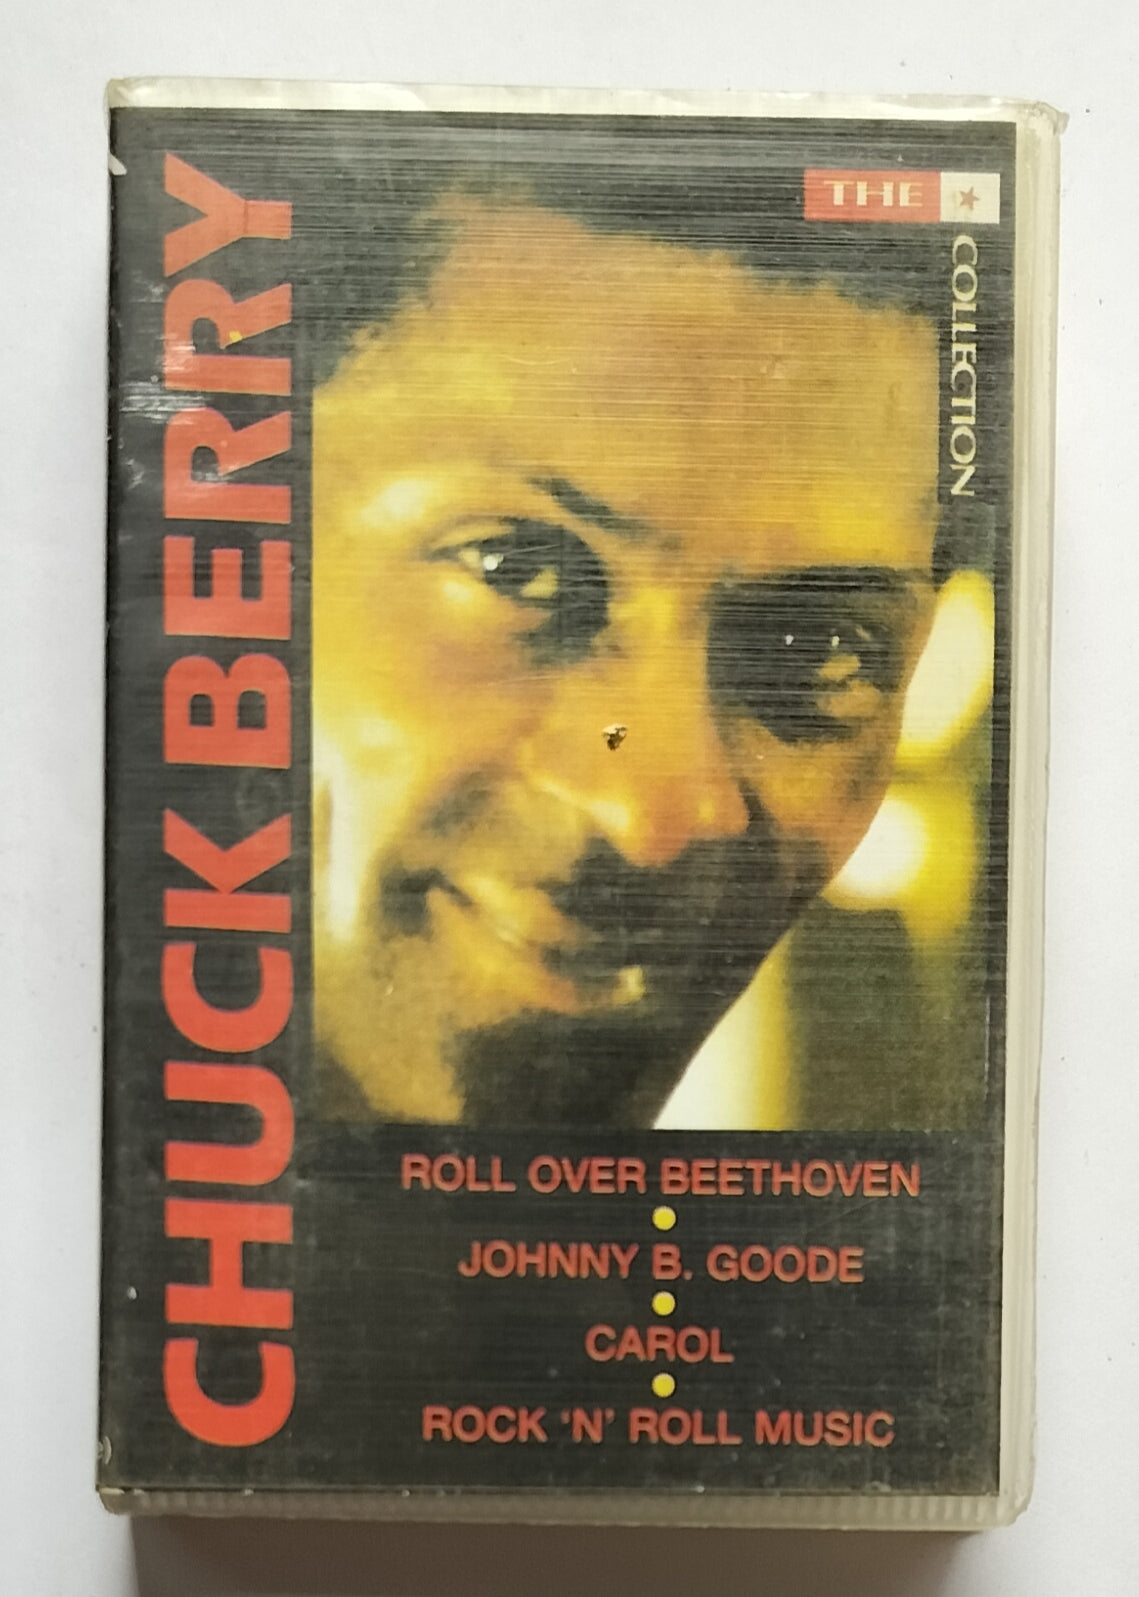 CHUCK BERRY
THE
COLLECTION
ROLL OVER BEETHOVEN
JOHNNY B. GOODE
CAROL
ROCK 'N' ROLL MUSIC